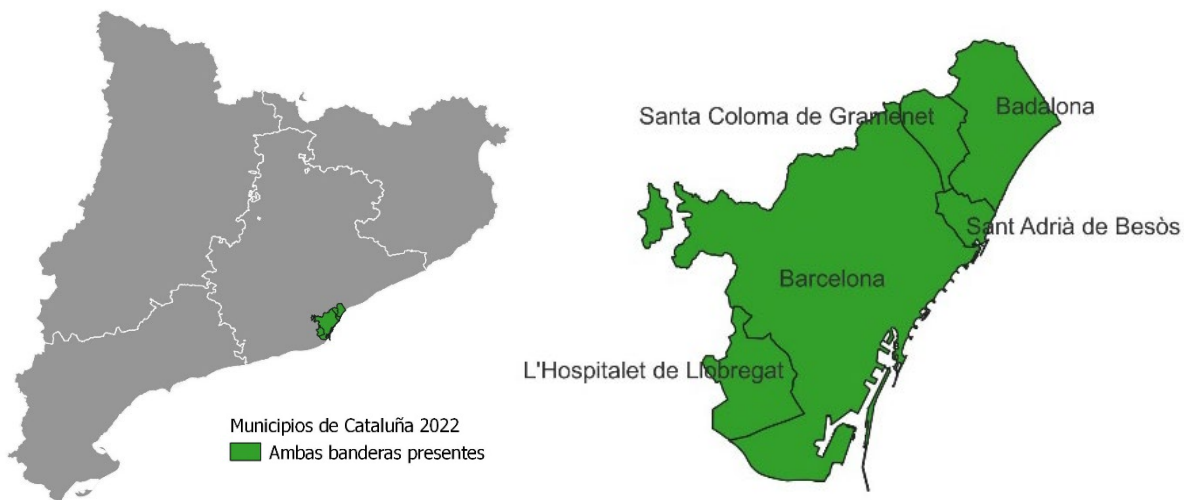 Municipios de Cataluña 2022
Ambas banderas presentes
Santa Coloma de Gramenet
Badalona
Sant Adrià de Besòs
Barcelona
L'Hospitalet de Llobregat